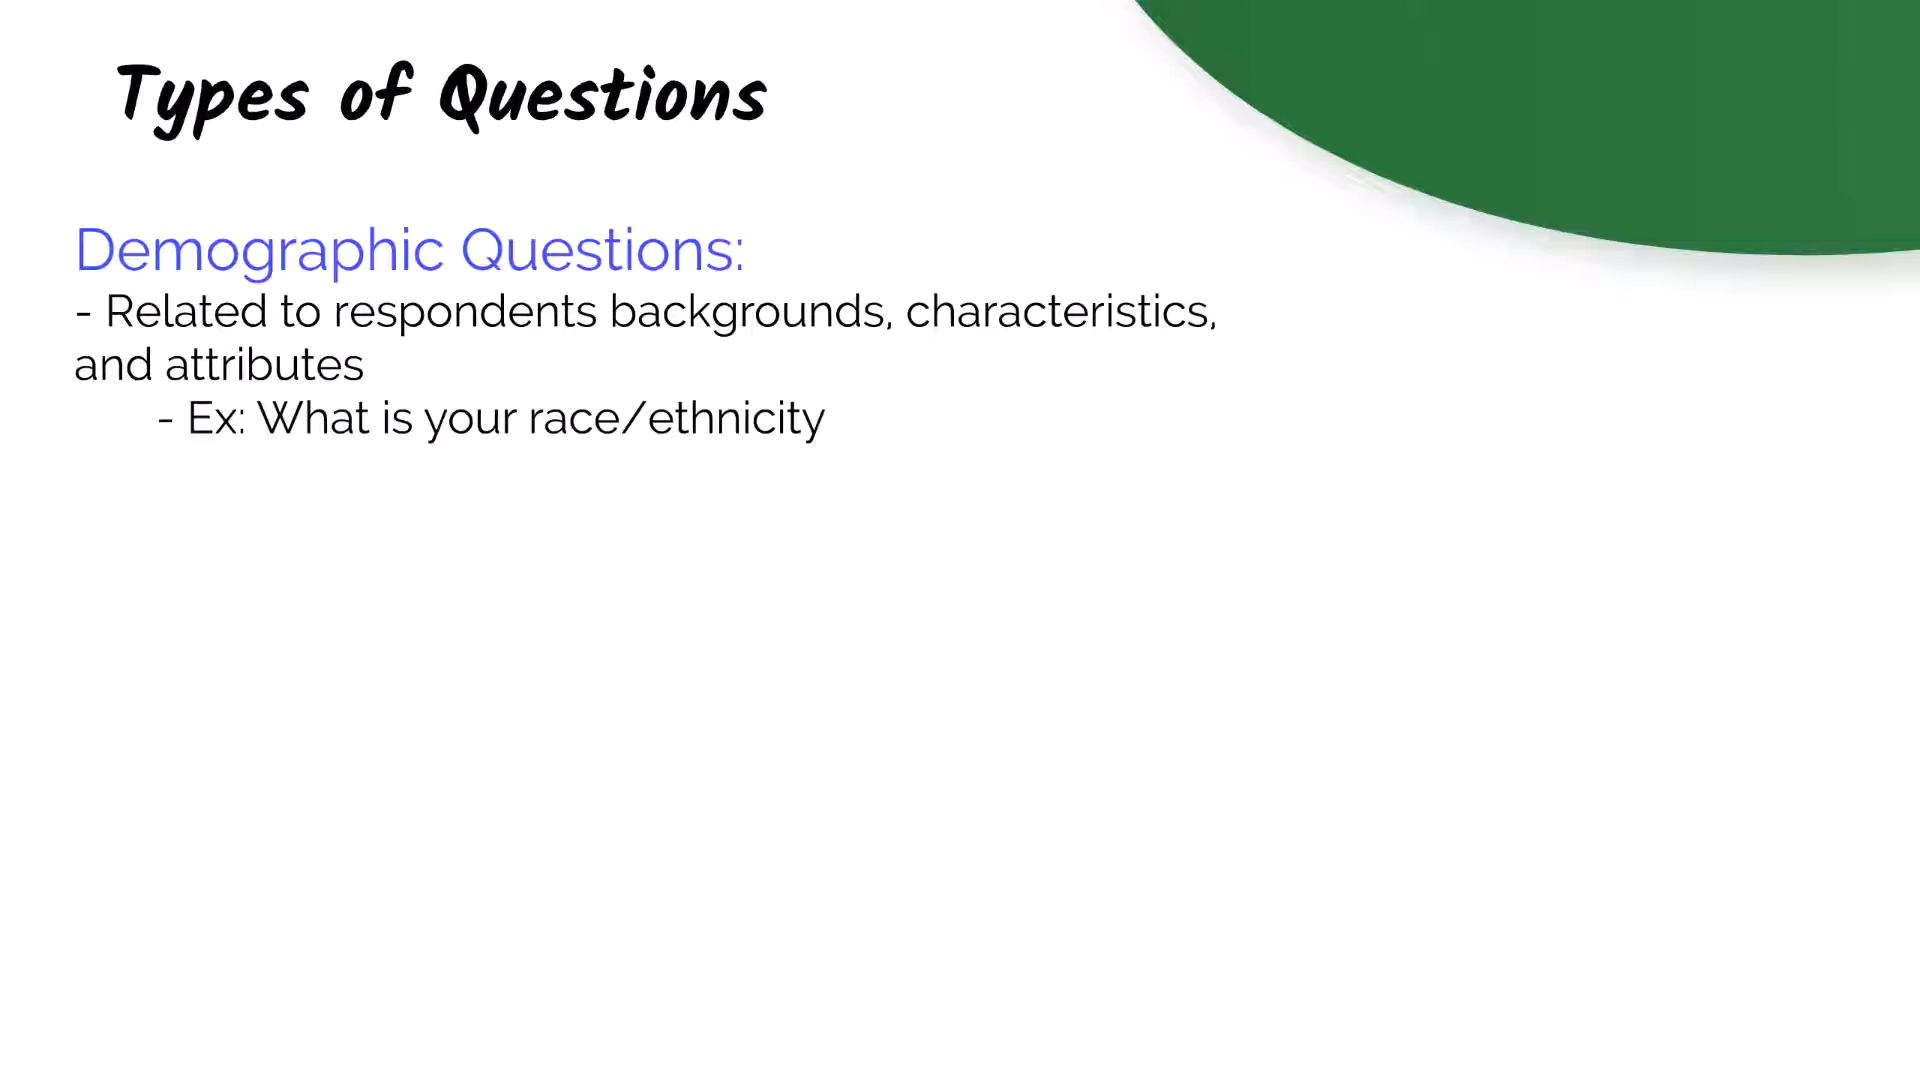 Types of Questions
Demographic Questions:
- Related to respondents backgrounds, characteristics,
and attributes
- Ex: What is your race/ethnicity